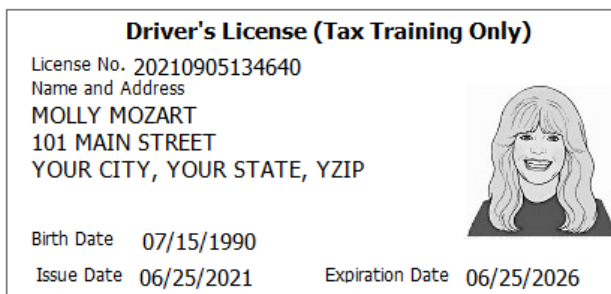 Driver's License (Tax Training Only)
License No. 20210905134640
Name and Address
MOLLY MOZART
101 MAIN STREET
YOUR CITY, YOUR STATE, YZIP
Birth Date 07/15/1990
Issue Date 06/25/2021 Expiration Date 06/25/2026